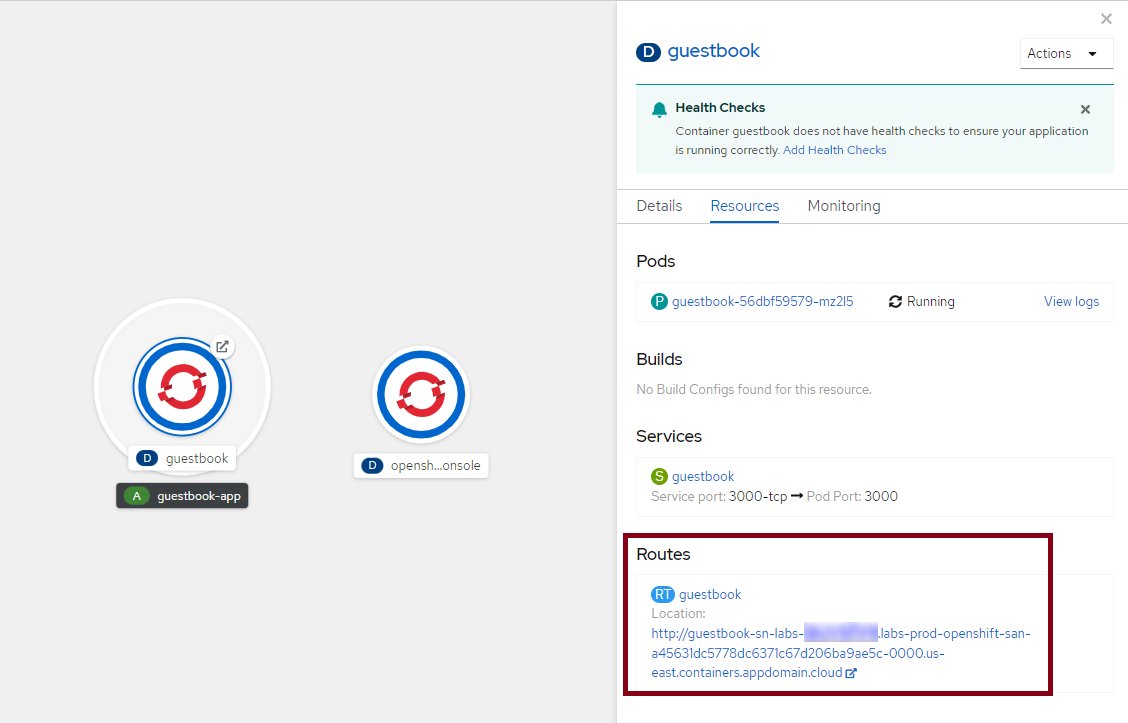 D guestbook
A guestbook-app
D opensh...onsole
D guestbook
Actions
Health Checks
Container guestbook does not have health checks to ensure your application
is running correctly. Add Health Checks
Details Resources Monitoring
Pods
P guestbook-56dbf59579-mz2l5 Running View logs
Builds
No Build Configs found for this resource.
Services
S guestbook
Service port: 3000-tcp → Pod Port: 3000
Routes
RT guestbook
Location:
http://guestbook-sn-labs- .labs-prod-openshift-san-
a45631dc5778dc6371c67d206ba9ae5c-0000.us-
east.containers.appdomain.cloud